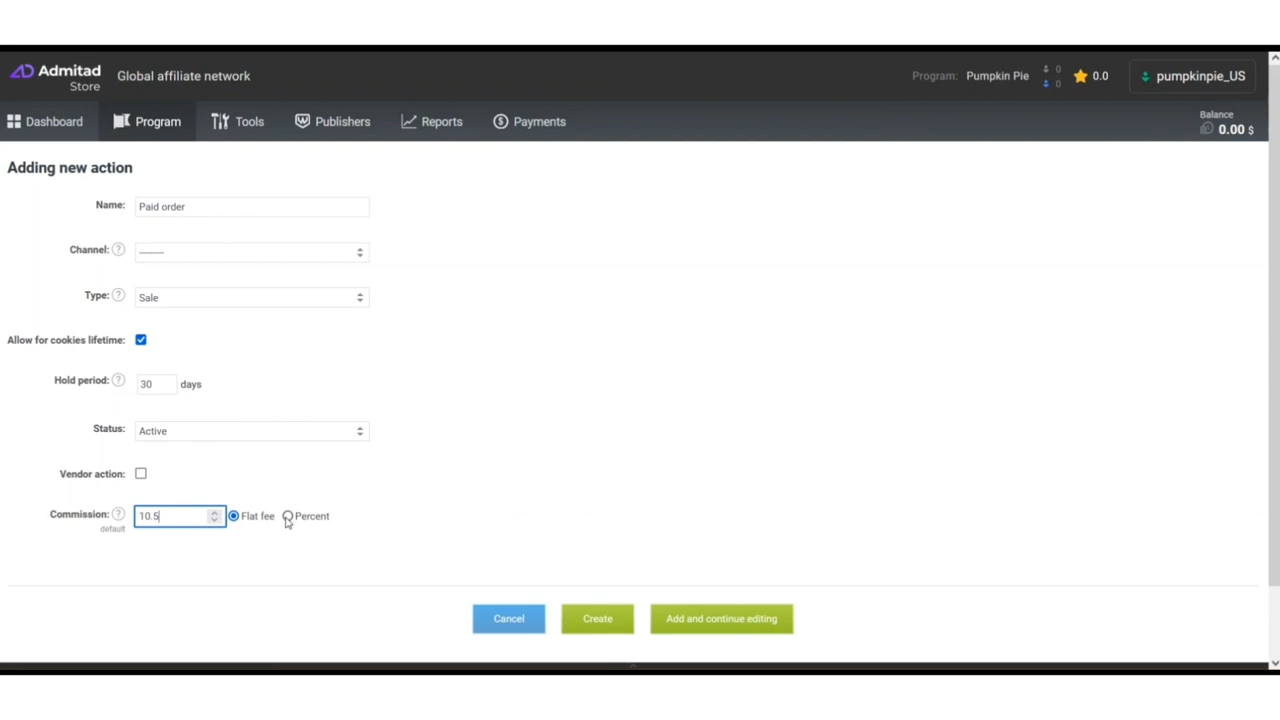 Admitad
Store
Global affiliate network
Program: Pumpkin Pie
0
0
0.0
pumpkinpie_US
Dashboard Program Tools Publishers Reports Payments
Balance
0.00 $
Adding new action
Name: Paid order
Channel: ? --------
Type: ? Sale
Allow for cookies lifetime:
Hold period: ? 30 days
Status: Active
Vendor action:
Commission: ? 10.5 Flat fee Percent
default
Cancel Create Add and continue editing